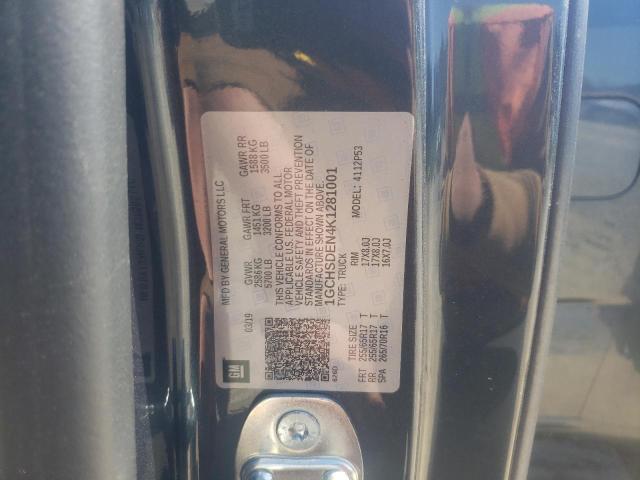 MFD BY GENERAL MOTORS LLC
03/19 GVWR GAWR FRT GAWR RR
2586 KG 1451 KG 1588 KG
5700 LB 3200 LB 3500 LB
THIS VEHICLE CONFORMS TO ALL
APPLICABLE U.S. FEDERAL MOTOR
VEHICLE SAFETY AND THEFT PREVENTION
STANDARDS IN EFFECT ON THE DATE OF
MANUFACTURE SHOWN ABOVE.
1GCHSDEN4K1281001
TYPE: TRUCK MODEL: 4112P53
TIRE SIZE RIM
FRT 255/65R17 T 17X8.0J
RR 255/65R17 T 17X8.0J
SPA 265/70R16 T 16X7.0J
GM